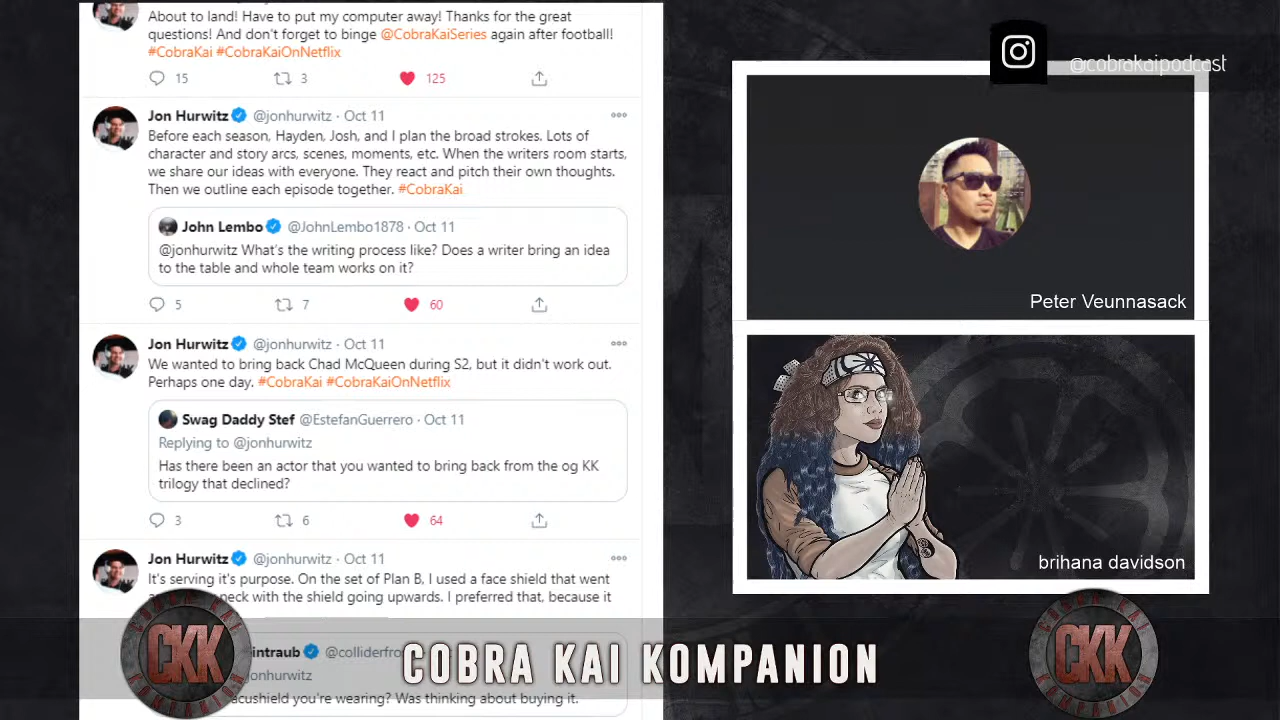 About to land! Have to put my computer away! Thanks for the great
questions! And don't forget to binge @CobraKaiSeries again after football!
#CobraKai #CobraKaiOnNetflix
15 3 125
Jon Hurwitz @jonhurwitz · Oct 11
Before each season, Hayden, Josh, and I plan the broad strokes. Lots of
character and story arcs, scenes, moments, etc. When the writers room starts,
we share our ideas with everyone. They react and pitch their own thoughts.
Then we outline each episode together. #CobraKai
John Lembo @JohnLembo1878 · Oct 11
@jonhurwitz What's the writing process like? Does a writer bring an idea
to the table and whole team works on it?
5 7 60
Jon Hurwitz @jonhurwitz · Oct 11
We wanted to bring back Chad McQueen during S2, but it didn't work out.
Perhaps one day. #CobraKai #CobraKaiOnNetflix
Swag Daddy Stef @EstefanGuerrero · Oct 11
Replying to @jonhurwitz
Has there been an actor that you wanted to bring back from the og KK
trilogy that declined?
3 6 64
Jon Hurwitz @jonhurwitz · Oct 11
It's serving it's purpose. On the set of Plan B, I used a face shield that went
neck with the shield going upwards. I preferred that, because it
intraub @colliderfro
jonhurwitz
acushield you're wearing? Was thinking about buying it.
@cobrakaipodcast
Peter Veunnasack
brihana davidson
COBRA KAI
CKK
KOMPANION
COBRA KAI KOMPANION
COBRA KAI
CKK
KOMPANION